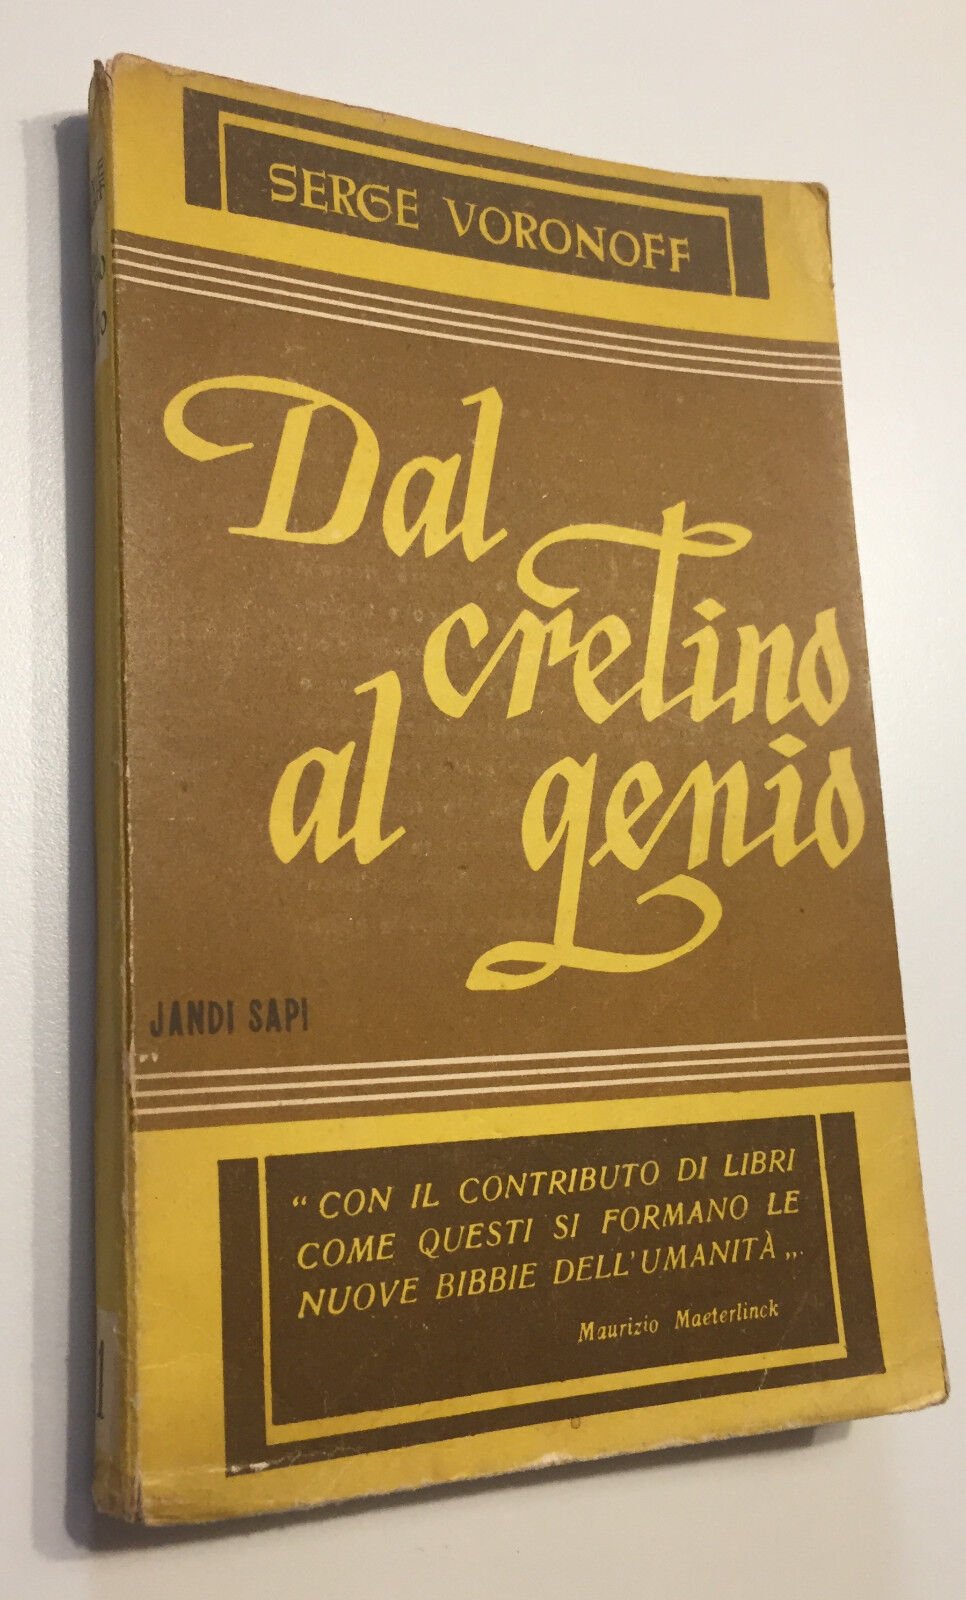 SERGE VORONOFF
Dal
cretino
al genio
JANDI SAPI
“ CON IL CONTRIBUTO DI LIBRI
COME QUESTI SI FORMANO LE
NUOVE BIBBIE DELL'UMANITÀ „
Maurizio Maeterlinck
1